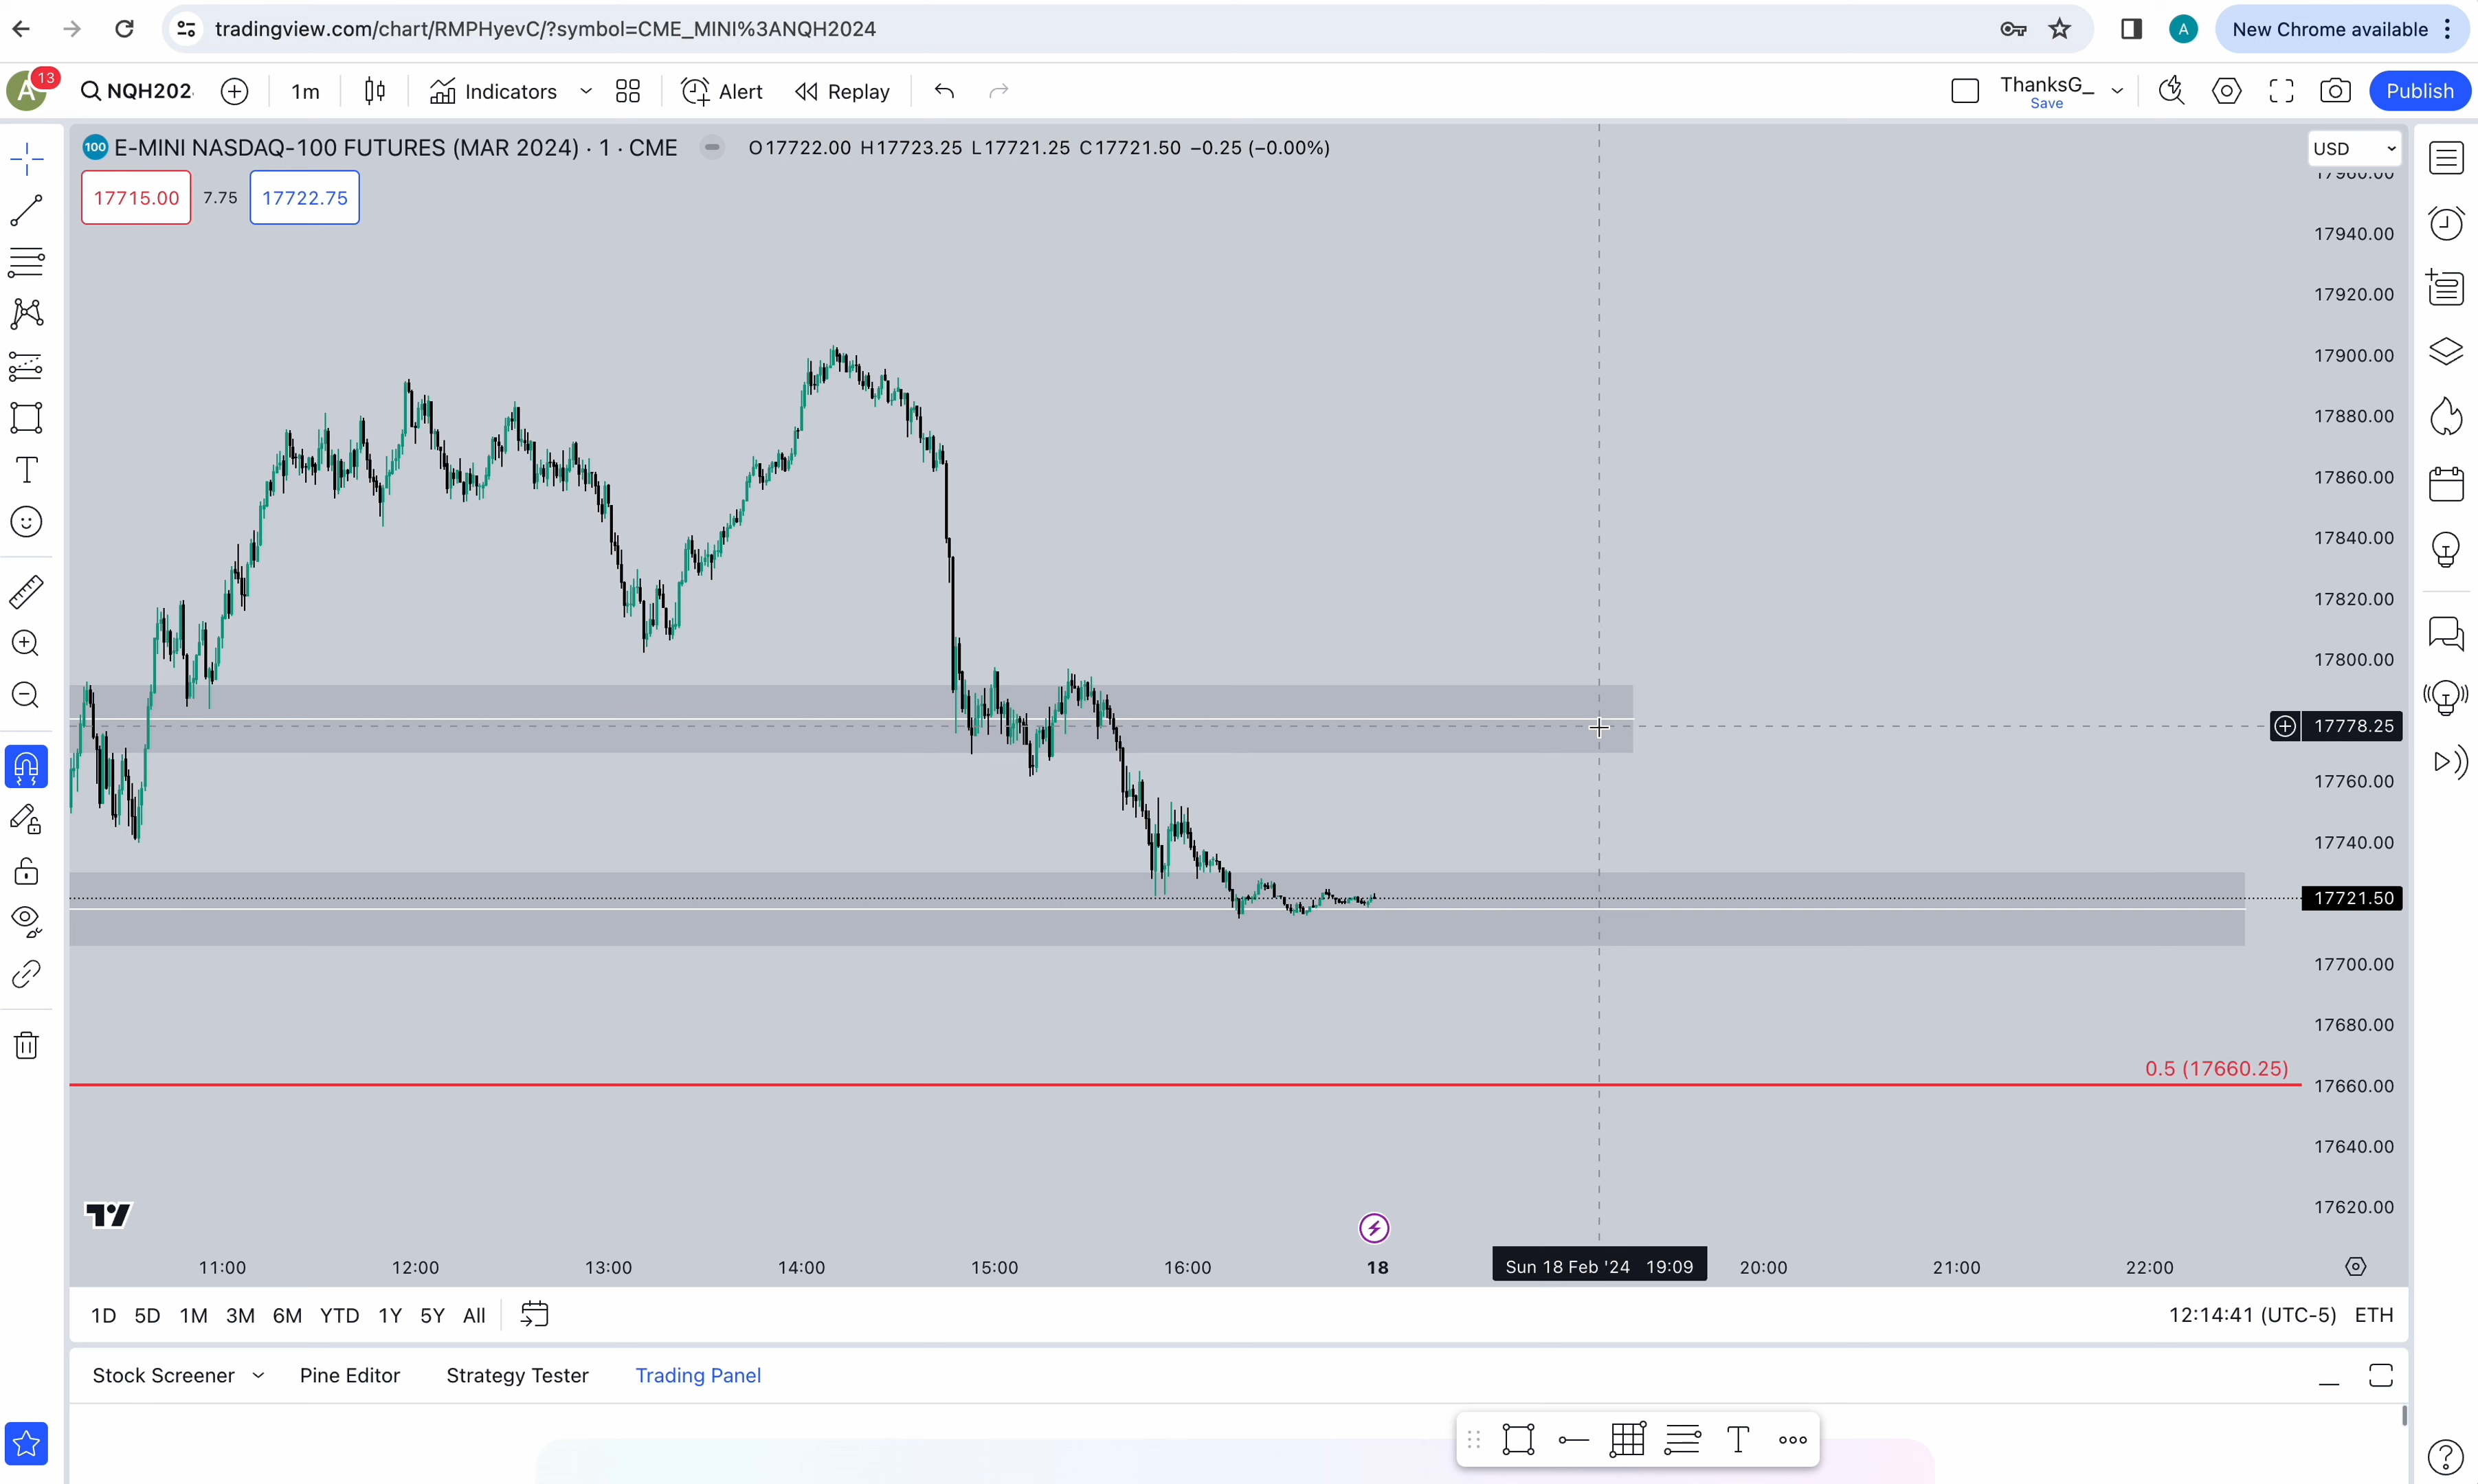 tradingview.com/chart/RMPHyevC/?symbol=CME_MINI%3ANQH2024
A
New Chrome available
A
13
NQH202
1m
Indicators
Alert
Replay
ThanksG_
Save
Publish
100
E-MINI NASDAQ-100 FUTURES (MAR 2024) · 1 · CME
O17722.00 H17723.25 L17721.25 C17721.50 −0.25 (−0.00%)
USD
17715.00
7.75
17722.75
17960.00
17940.00
17920.00
17900.00
17880.00
17860.00
17840.00
17820.00
17800.00
17778.25
17760.00
17740.00
17721.50
17700.00
17680.00
0.5 (17660.25)
17660.00
17640.00
17620.00
11:00
12:00
13:00
14:00
15:00
16:00
18
Sun 18 Feb '24 19:09
20:00
21:00
22:00
1D
5D
1M
3M
6M
YTD
1Y
5Y
All
12:14:41 (UTC-5)
ETH
Stock Screener
Pine Editor
Strategy Tester
Trading Panel